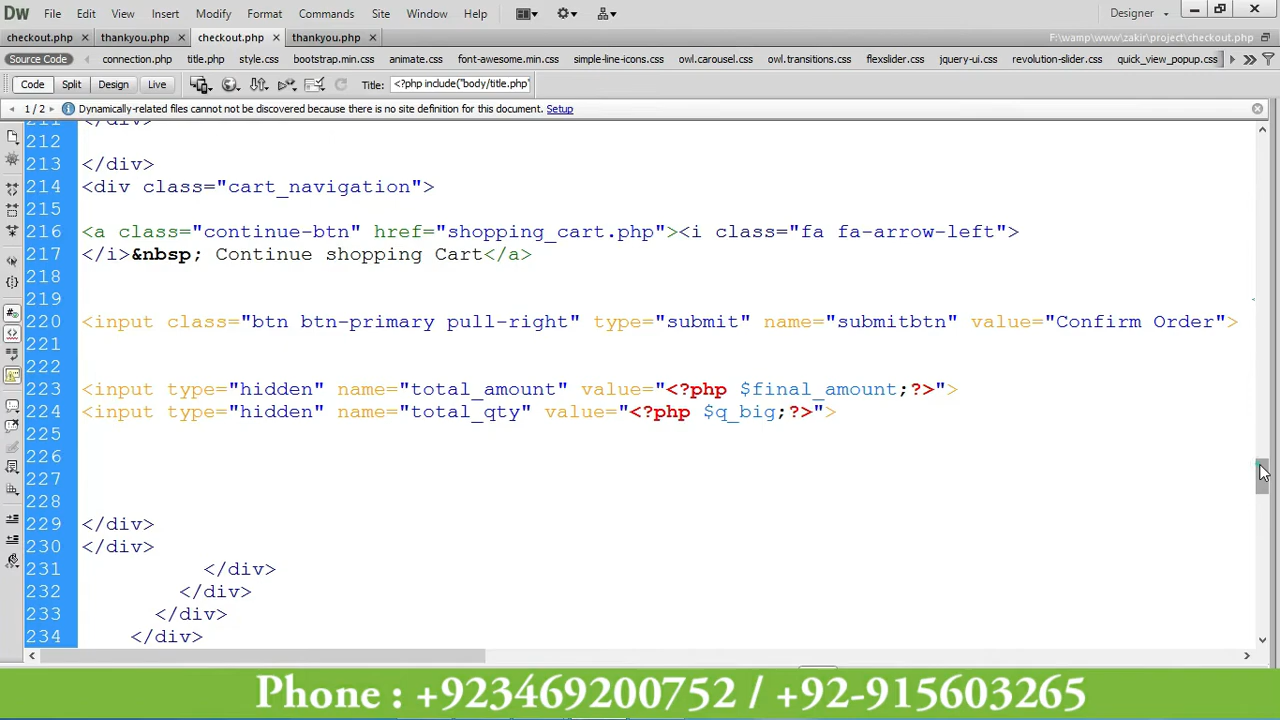 Dw File Edit View Insert Modify Format Commands Site Window Help Designer
checkout.php × thankyou.php × checkout.php × thankyou.php × F:\wamp\www\zakir\project\checkout.php
Source Code connection.php title.php style.css bootstrap.min.css animate.css font-awesome.min.css simple-line-icons.css owl.carousel.css owl.transitions.css flexslider.css jquery-ui.css revolution-slider.css quick_view_popup.css
Code Split Design Live Title: <?php include("body/title.php"
1 / 2 Dynamically-related files cannot not be discovered because there is no site definition for this document. Setup
211 </div>
212
213 </div>
214 <div class="cart_navigation">
215
216 <a class="continue-btn" href="shopping_cart.php"><i class="fa fa-arrow-left">
217 </i>&nbsp; Continue shopping Cart</a>
218
219
220 <input class="btn btn-primary pull-right" type="submit" name="submitbtn" value="Confirm Order">
221
222
223 <input type="hidden" name="total_amount" value="<?php $final_amount;?>">
224 <input type="hidden" name="total_qty" value="<?php $q_big;?>">
225
226
227
228
229 </div>
230 </div>
231 </div>
232 </div>
233 </div>
234 </div>
Phone : +923469200752 / +92-915603265